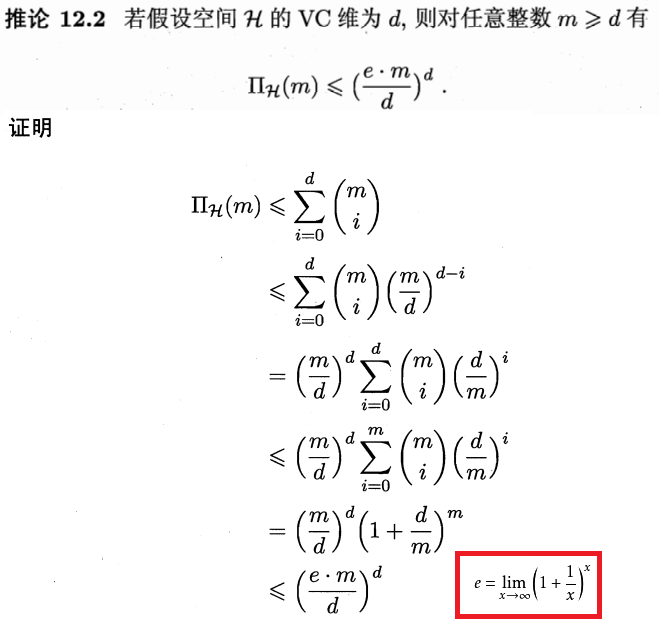 推论 12.2 若假设空间 $\mathcal{H}$ 的 VC 维为 $d$, 则对任意整数 $m \geqslant d$ 有
$\Pi_{\mathcal{H}}(m) \leqslant \left(\frac{e \cdot m}{d}\right)^d .$
证明
$\Pi_{\mathcal{H}}(m) \leqslant \sum_{i=0}^{d} \binom{m}{i}$
$\leqslant \sum_{i=0}^{d} \binom{m}{i} \left(\frac{m}{d}\right)^{d-i}$
$= \left(\frac{m}{d}\right)^d \sum_{i=0}^{d} \binom{m}{i} \left(\frac{d}{m}\right)^i$
$\leqslant \left(\frac{m}{d}\right)^d \sum_{i=0}^{m} \binom{m}{i} \left(\frac{d}{m}\right)^i$
$= \left(\frac{m}{d}\right)^d \left(1 + \frac{d}{m}\right)^m$
$\leqslant \left(\frac{e \cdot m}{d}\right)^d$
$e = \lim_{x \to \infty} \left(1 + \frac{1}{x}\right)^x$